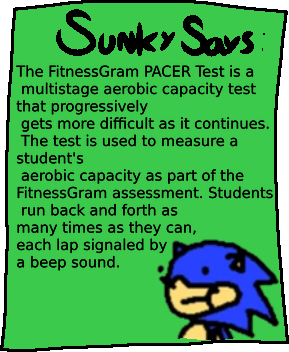 Sunky Says:
The FitnessGram PACER Test is a
multistage aerobic capacity test
that progressively
gets more difficult as it continues.
The test is used to measure a
student's
aerobic capacity as part of the
FitnessGram assessment. Students
run back and forth as
many times as they can,
each lap signaled by
a beep sound.